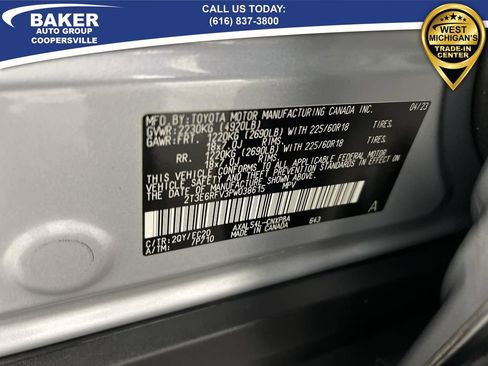 BAKER
AUTO GROUP
COOPERSVILLE
CALL US TODAY:
(616) 837-3800
WEST
MICHIGAN'S
TRADE-IN
CENTER
MFD.BY:TOYOTA MOTOR MANUFACTURING CANADA INC. 04/23
GVWR:2230KG (4920LB)
GAWR:FRT. 1220KG (2690LB) WITH 225/60R18 TIRES,
18x7.0J RIMS,
RR. 1220KG (2690LB) WITH 225/60R18 TIRES,
18x7.0J RIMS,
THIS VEHICLE CONFORMS TO ALL APPLICABLE FEDERAL MOTOR
VEHICLE SAFETY AND THEFT PREVENTION STANDARDS IN EFFECT ON
THE DATE OF MANUFACTURE SHOWN ABOVE.
2T3E6RFV3PW038615 MPV
C/TR:2QY/EC20 AXAL54L-CNXPBA 643
A/TM: 7P710 MADE IN CANADA
A